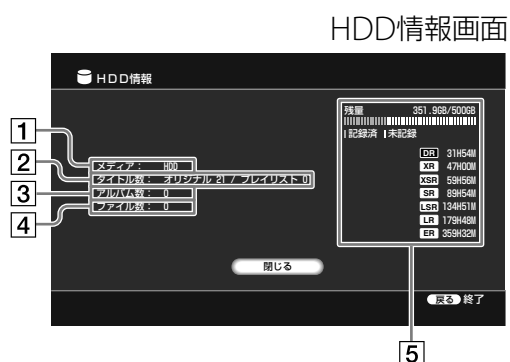 HDD情報画面
HDD情報
1
2
3
4
メディア： HDD
タイトル数： オリジナル 21 / プレイリスト 0
アルバム数： 0
ファイル数： 0
残量 351.9GB/500GB
記録済 未記録
DR 31H54M
XR 47H00M
XSR 59H56M
SR 89H54M
LSR 134H51M
LR 179H48M
ER 359H32M
閉じる
戻る 終了
5